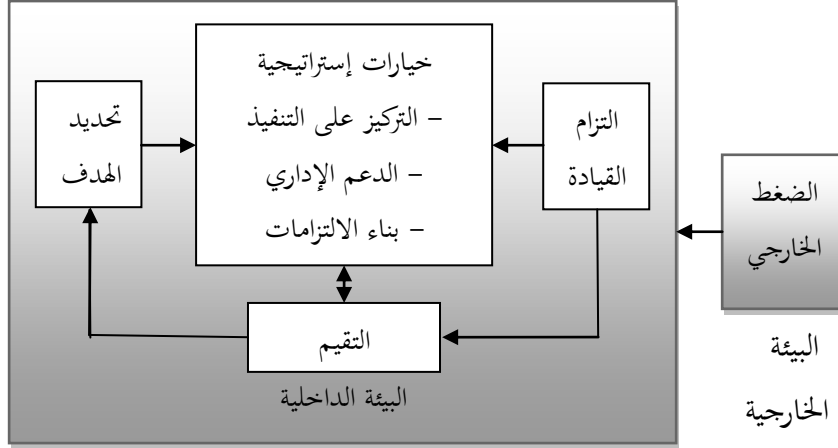 خيارات إستراتيجية
– التركيز على التنفيذ
– الدعم الإداري
– بناء الالتزامات
التزام
القيادة
تحديد
الهدف
الضغط
الخارجي
التقيم
البيئة الداخلية
البيئة
الخارجية